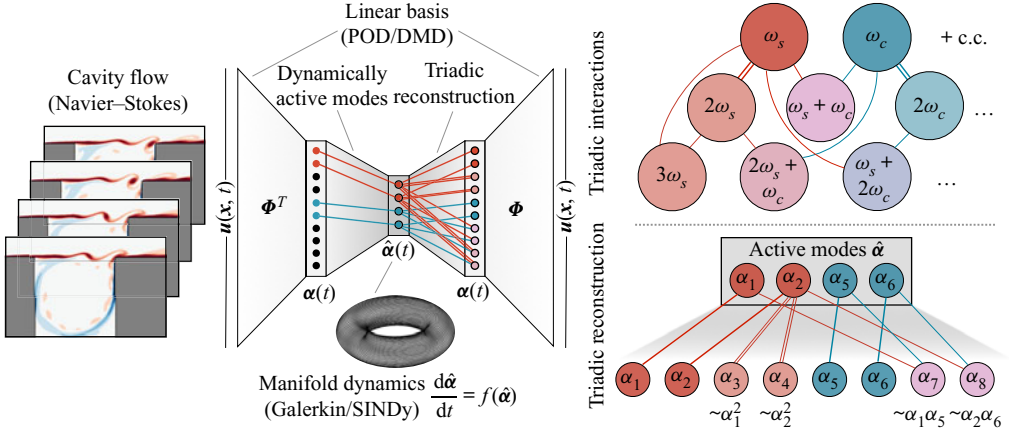 Cavity flow
(Navier–Stokes)
Linear basis
(POD/DMD)
Dynamically
active modes
Triadic
reconstruction
u(x, t)
Φ^T
α(t)
α̂(t)
α(t)
Φ
u(x, t)
Manifold dynamics
(Galerkin/SINDy)
dα̂/dt = f(α̂)
Triadic interactions
ω_s
ω_c
+ c.c.
2ω_s
ω_s + ω_c
2ω_c
...
3ω_s
2ω_s +
ω_c
ω_s +
2ω_c
...
Triadic reconstruction
Active modes α̂
α_1 α_2 α_5 α_6
α_1 α_2 α_3 α_4 α_5 α_6 α_7 α_8
~α_1^2 ~α_2^2 ~α_1α_5 ~α_2α_6